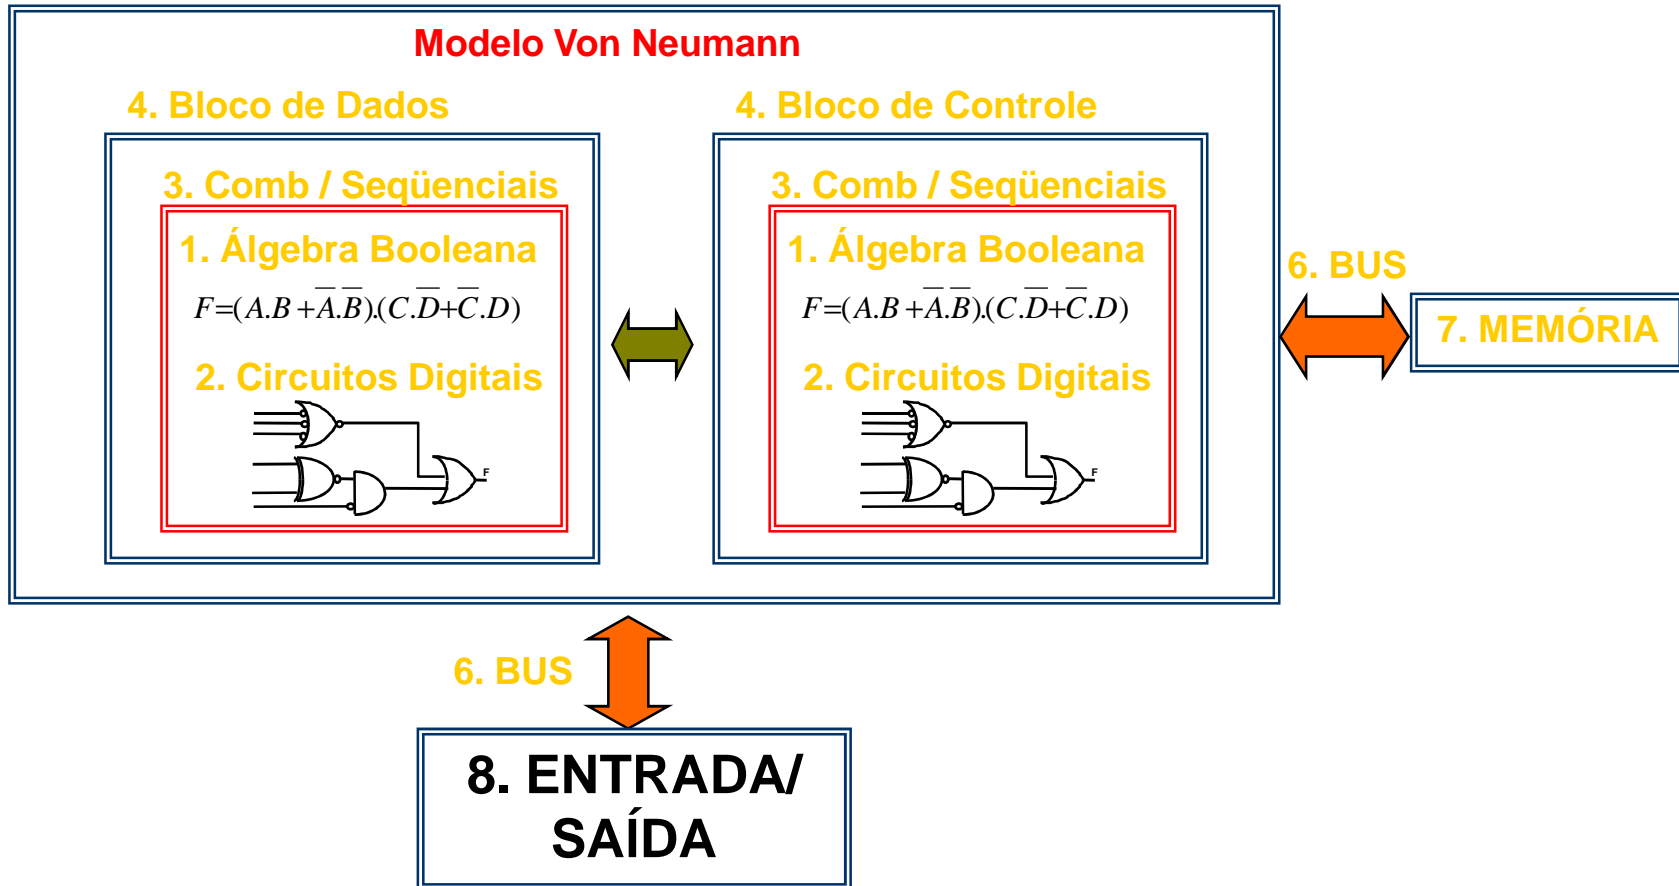 Modelo Von Neumann
4. Bloco de Dados
4. Bloco de Controle
3. Comb / Seqüenciais
3. Comb / Seqüenciais
1. Álgebra Booleana
1. Álgebra Booleana
F=(A.B+A̅.B̅).(C.D̅+C̅.D)
F=(A.B+A̅.B̅).(C.D̅+C̅.D)
2. Circuitos Digitais
2. Circuitos Digitais
F
F
6. BUS
7. MEMÓRIA
6. BUS
8. ENTRADA/
SAÍDA